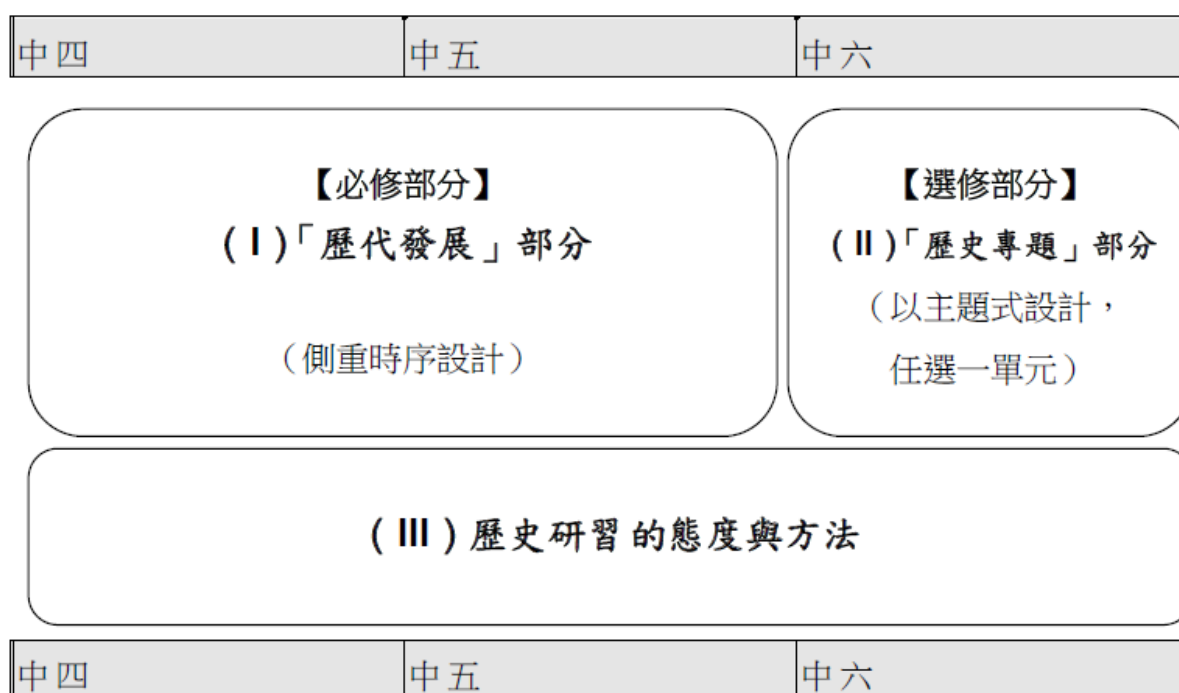 中四 中五 中六
【必修部分】
(I)「歷代發展」部分
（側重時序設計）
【選修部分】
(II)「歷史專題」部分
（以主題式設計，
任選一單元）
(III)歷史研習的態度與方法
中四 中五 中六